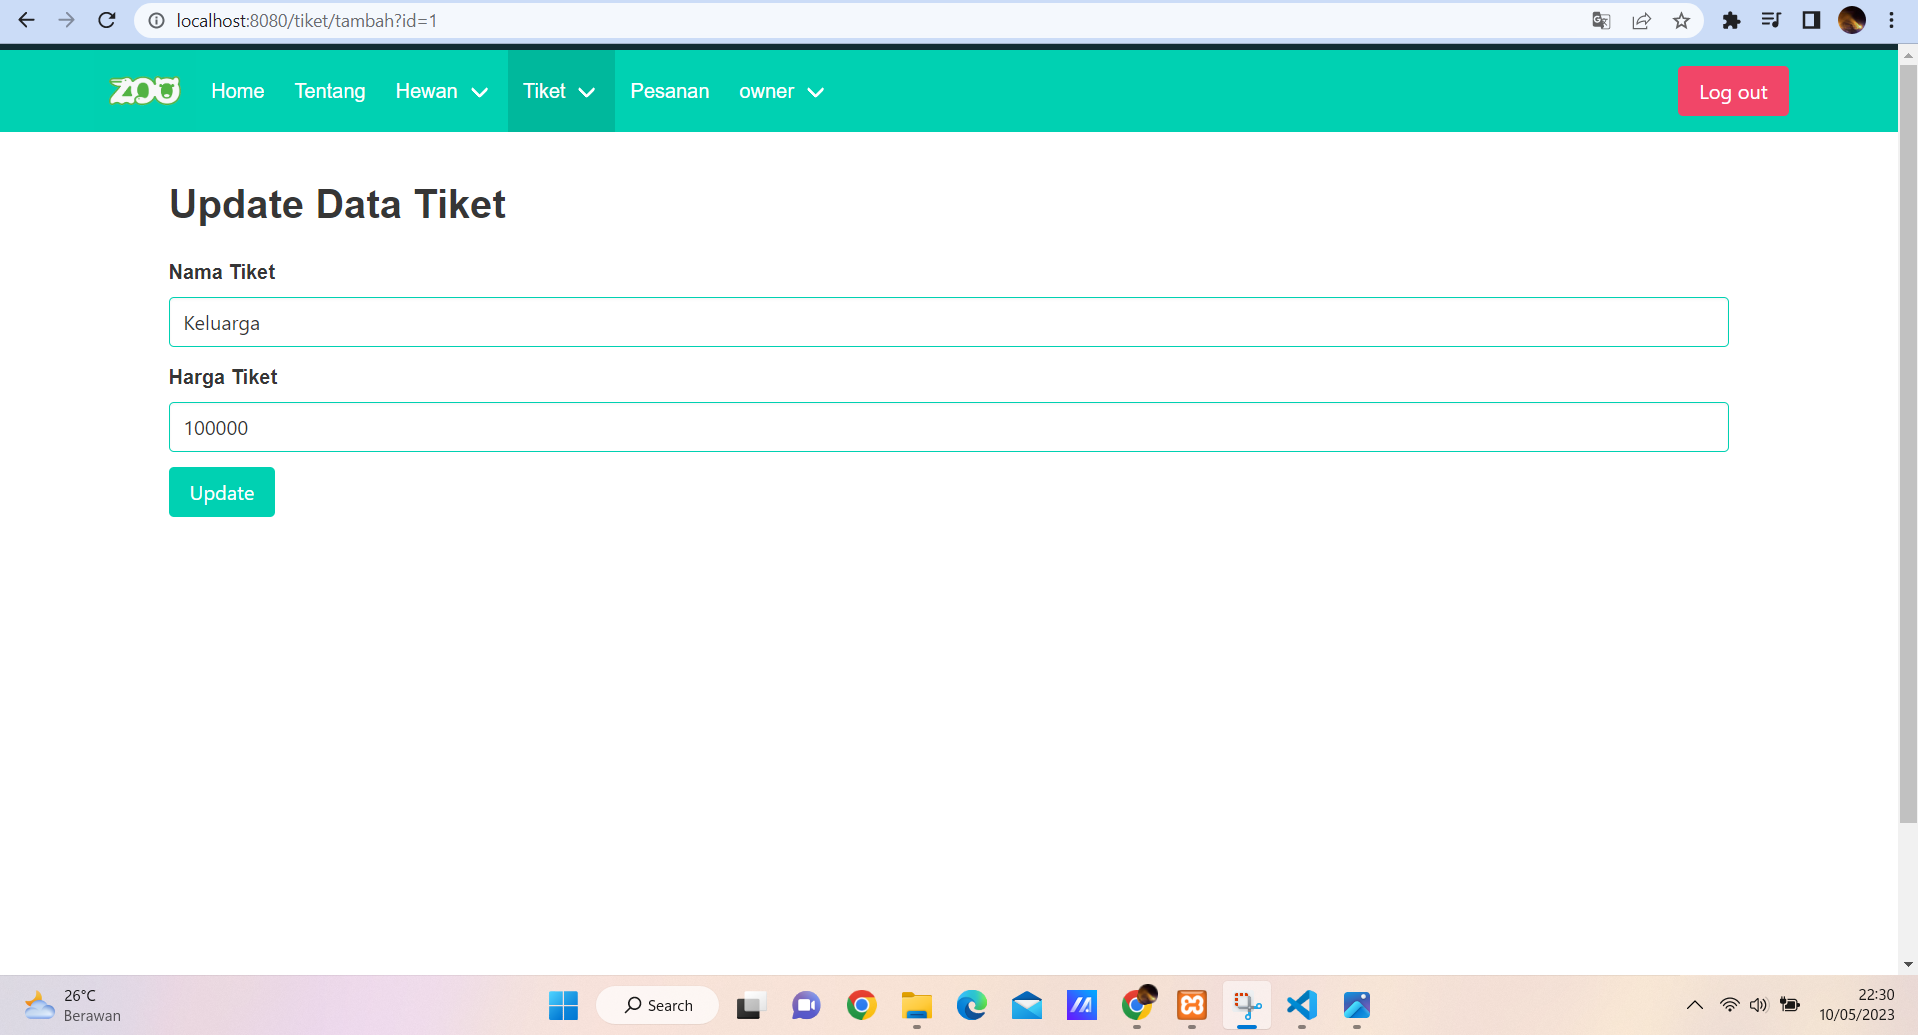 localhost:8080/tiket/tambah?id=1
ZOO Home Tentang Hewan Tiket Pesanan owner Log out
Update Data Tiket
Nama Tiket
Keluarga
Harga Tiket
100000
Update
26°C
Berawan
Search
22:30
10/05/2023